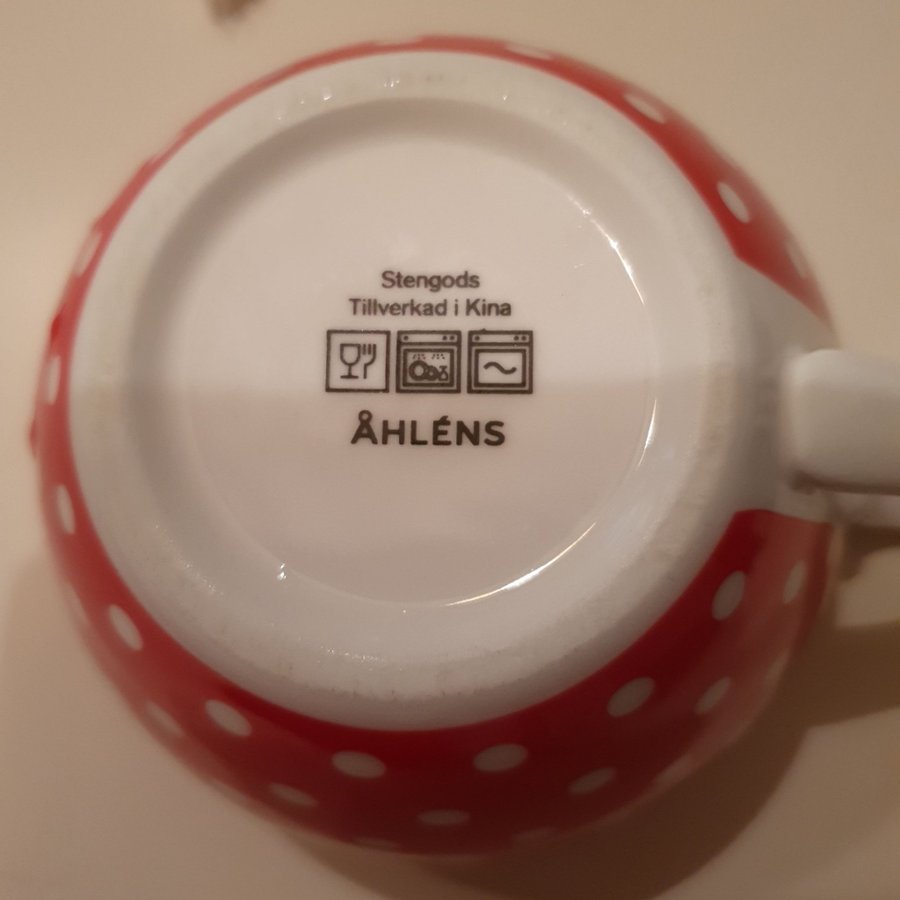 Stengods
Tillverkad i Kina
ÅHLÉNS